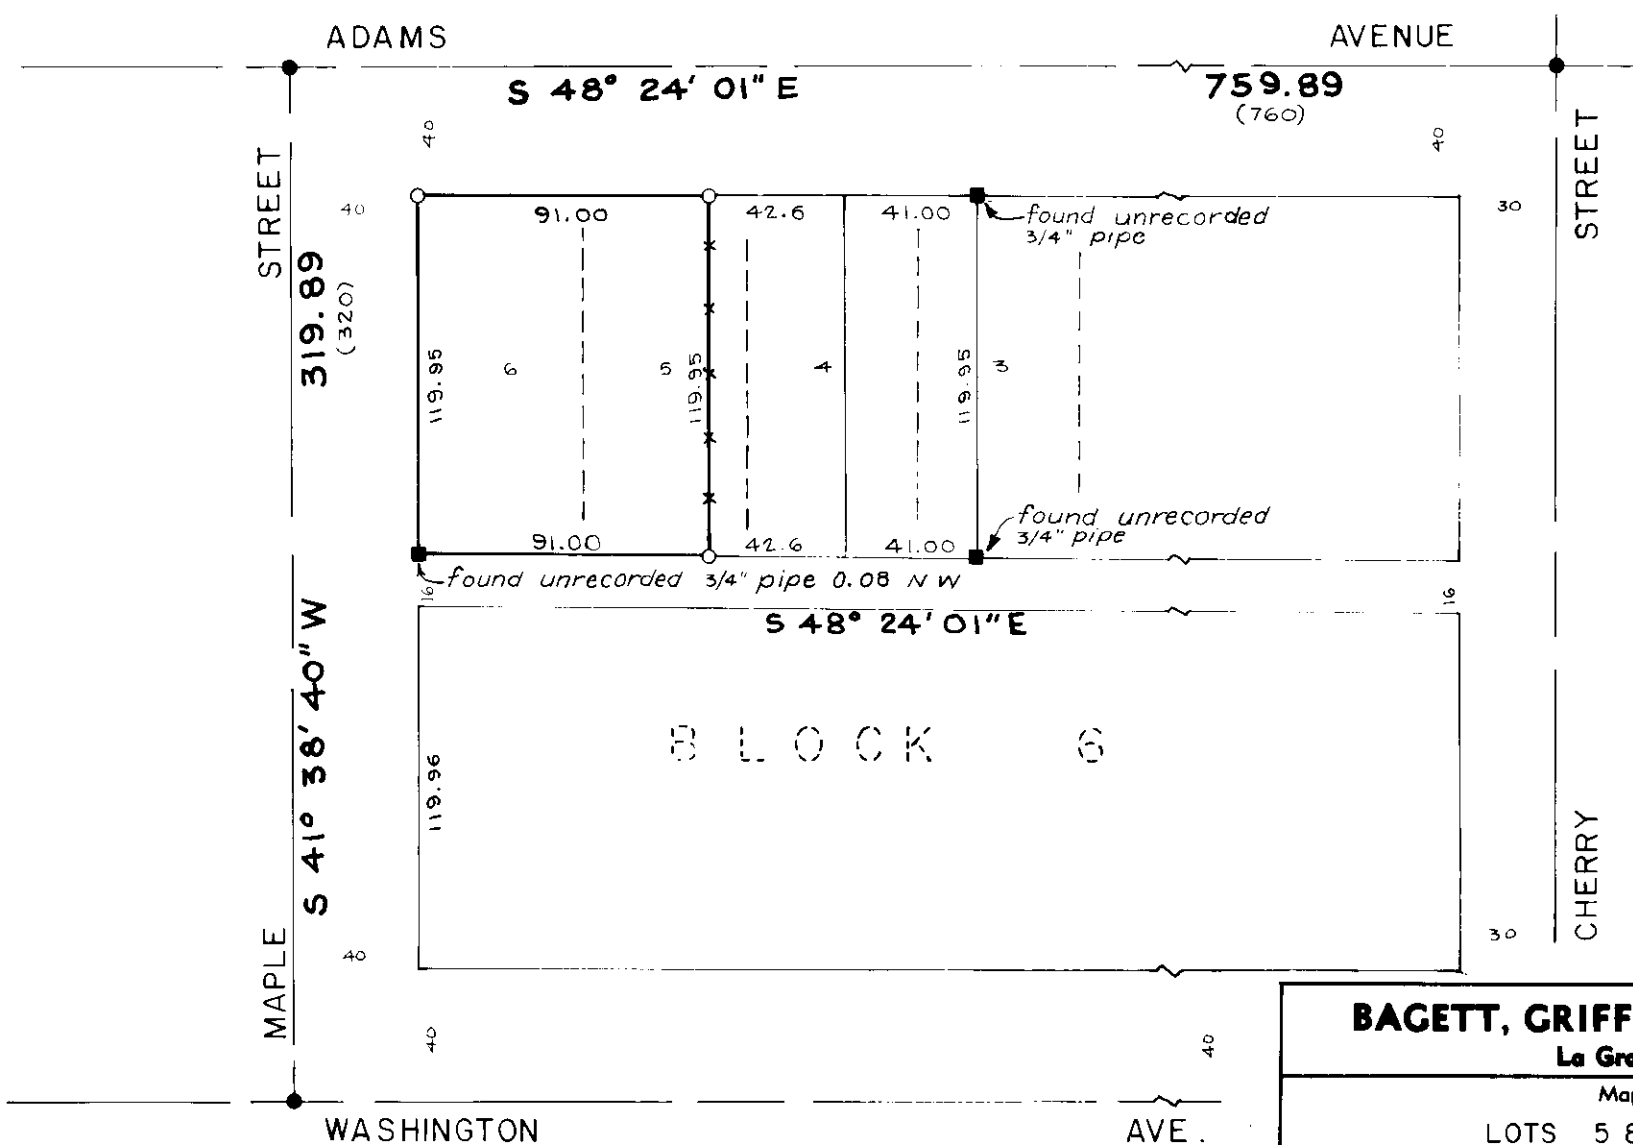 ADAMS AVENUE
S 48° 24' 01" E 759.89
(760)
40 40
STREET
STREET
319.89
(320)
40 30
91.00 42.6 41.00
found unrecorded
3/4" pipe
119.95 119.95 119.95
6 5 4 3
found unrecorded
3/4" pipe
91.00 42.6 41.00
found unrecorded 3/4" pipe 0.08 NW
16 16
S 48° 24' 01" E
S 41° 38' 40" W
BLOCK 6
119.96
MAPLE
CHERRY
40 30
40 40
WASHINGTON AVE.
BAGETT, GRIFF
La Gra
Map
LOTS 5 &